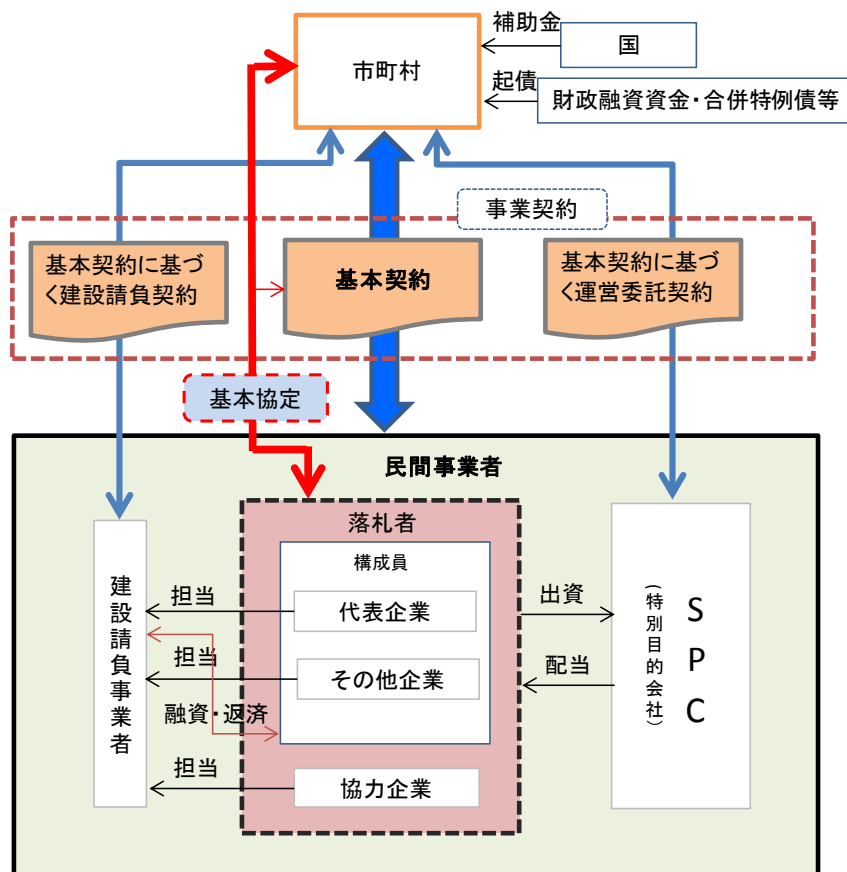 補助金
国
市町村
起債
財政融資資金・合併特例債等
事業契約
基本契約に基づ
く建設請負契約
基本契約
基本契約に基づ
く運営委託契約
基本協定
民間事業者
落札者
構成員
代表企業
その他企業
協力企業
建設請負事業者
担当
担当
融資・返済
担当
出資
配当
SPC
(特別目的会社)